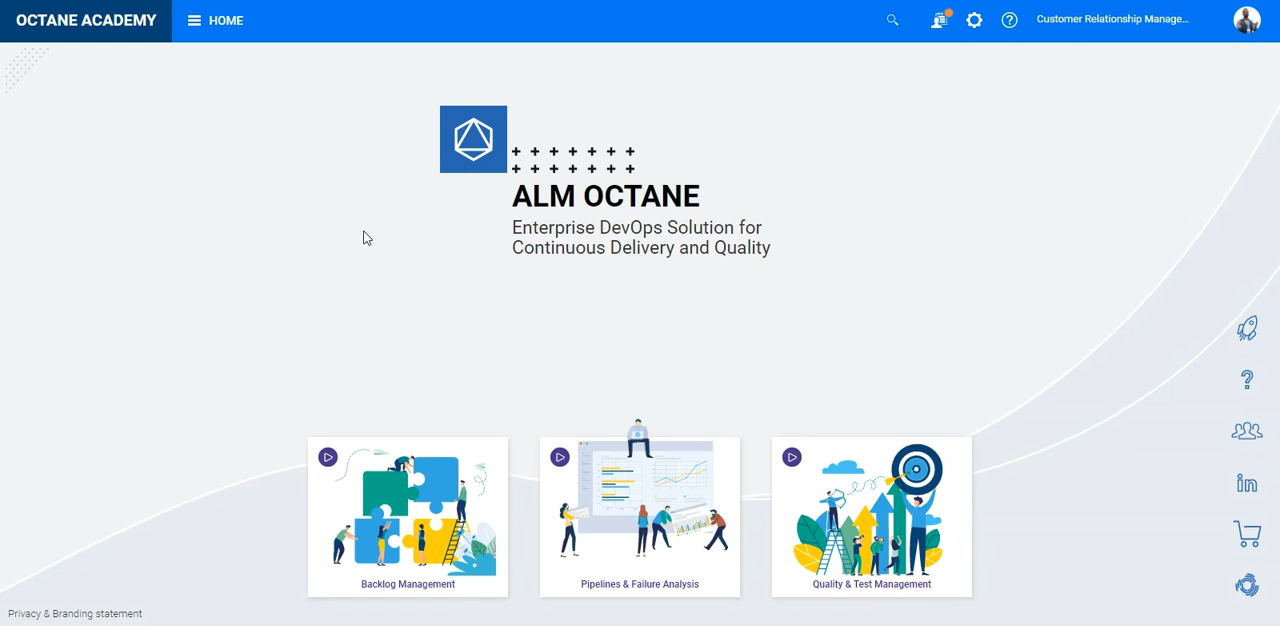 OCTANE ACADEMY
HOME
Customer Relationship Manage...
ALM OCTANE
Enterprise DevOps Solution for
Continuous Delivery and Quality
Backlog Management
Pipelines & Failure Analysis
Quality & Test Management
Privacy & Branding statement